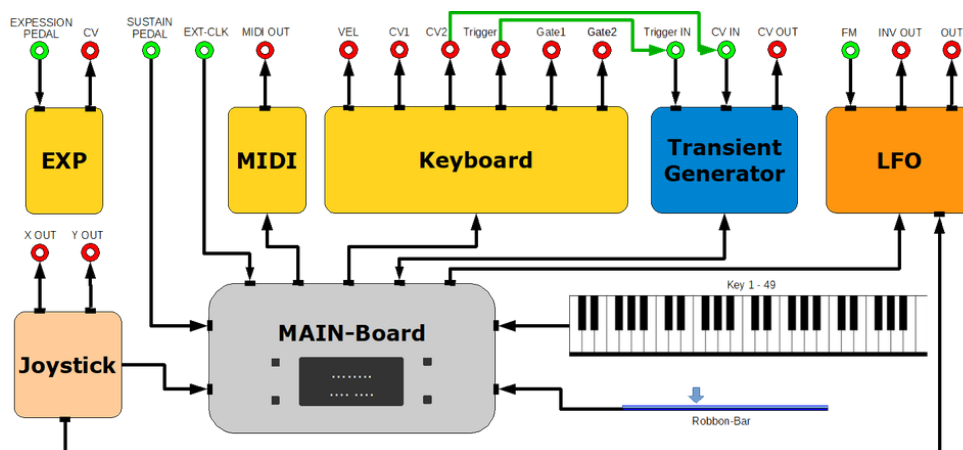 EXPESSION
PEDAL
CV
SUSTAIN
PEDAL
EXT-CLK
MIDI OUT
VEL
CV1
CV2
Trigger
Gate1
Gate2
Trigger IN
CV IN
CV OUT
FM
INV OUT
OUT
EXP
MIDI
Keyboard
Transient
Generator
LFO
X OUT
Y OUT
Key 1 - 49
Joystick
MAIN-Board
Robbon-Bar